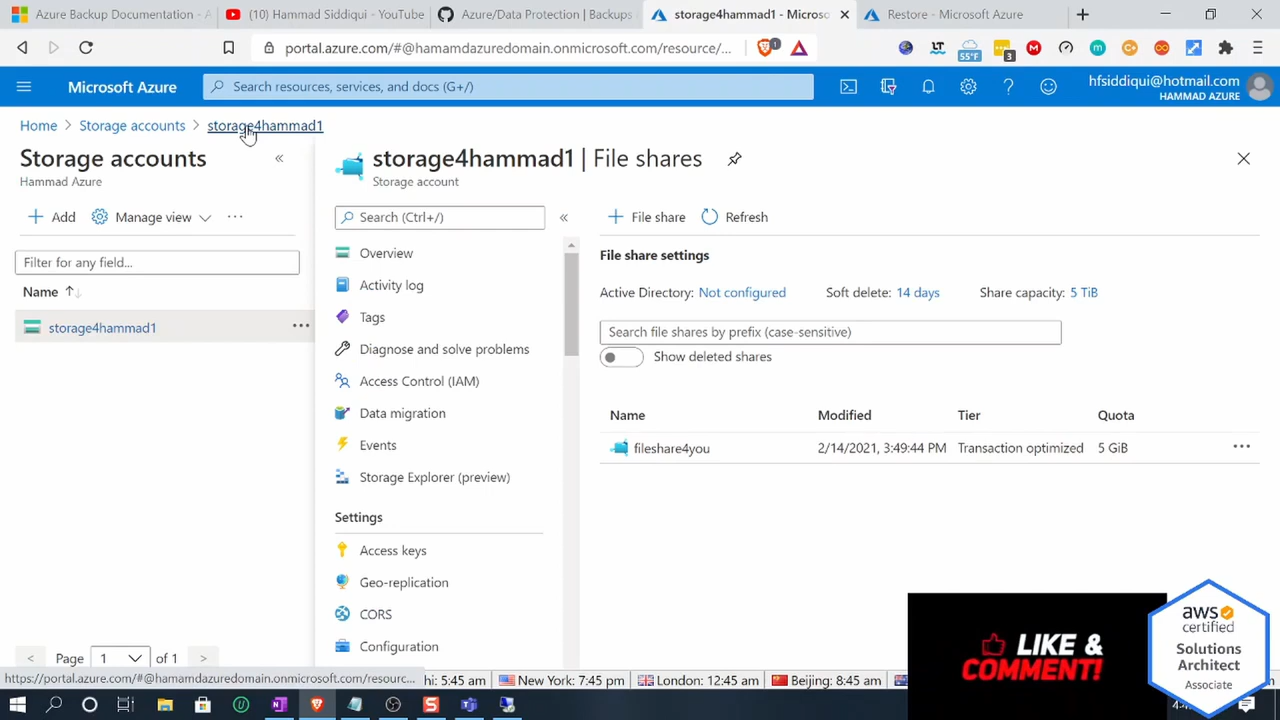 Azure Backup Documentation - A
(10) Hammad Siddiqui - YouTube
Azure/Data Protection | Backups
storage4hammad1 - Microso
Restore - Microsoft Azure
portal.azure.com/#@hamamdazuredomain.onmicrosoft.com/resource/...
1
55°F
3
Microsoft Azure
Search resources, services, and docs (G+/)
hfsiddiqui@hotmail.com
HAMMAD AZURE
Home > Storage accounts > storage4hammad1
Storage accounts
Hammad Azure
Add
Manage view
Filter for any field...
Name
storage4hammad1
Page 1 of 1
storage4hammad1 | File shares
Storage account
Search (Ctrl+/)
Overview
Activity log
Tags
Diagnose and solve problems
Access Control (IAM)
Data migration
Events
Storage Explorer (preview)
Settings
Access keys
Geo-replication
CORS
Configuration
File share
Refresh
File share settings
Active Directory: Not configured
Soft delete: 14 days
Share capacity: 5 TiB
Search file shares by prefix (case-sensitive)
Show deleted shares
Name Modified Tier Quota
fileshare4you 2/14/2021, 3:49:44 PM Transaction optimized 5 GiB
LIKE &
COMMENT!
aws
certified
Solutions
Architect
Associate
https://portal.azure.com/#@hamamdazuredomain.onmicrosoft.com/resourc...
hi: 5:45 am
New York: 7:45 pm
London: 12:45 am
Beijing: 8:45 am